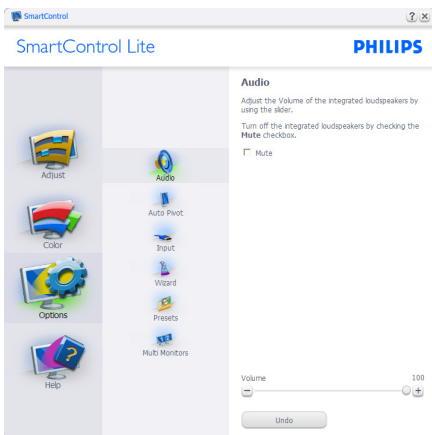 SmartControl
SmartControl Lite
PHILIPS
Adjust
Color
Options
Help
Audio
Auto Pivot
Input
Wizard
Presets
Multi Monitors
Audio
Adjust the Volume of the integrated loudspeakers by
using the slider.
Turn off the integrated loudspeakers by checking the
Mute checkbox.
Mute
Volume 100
Undo